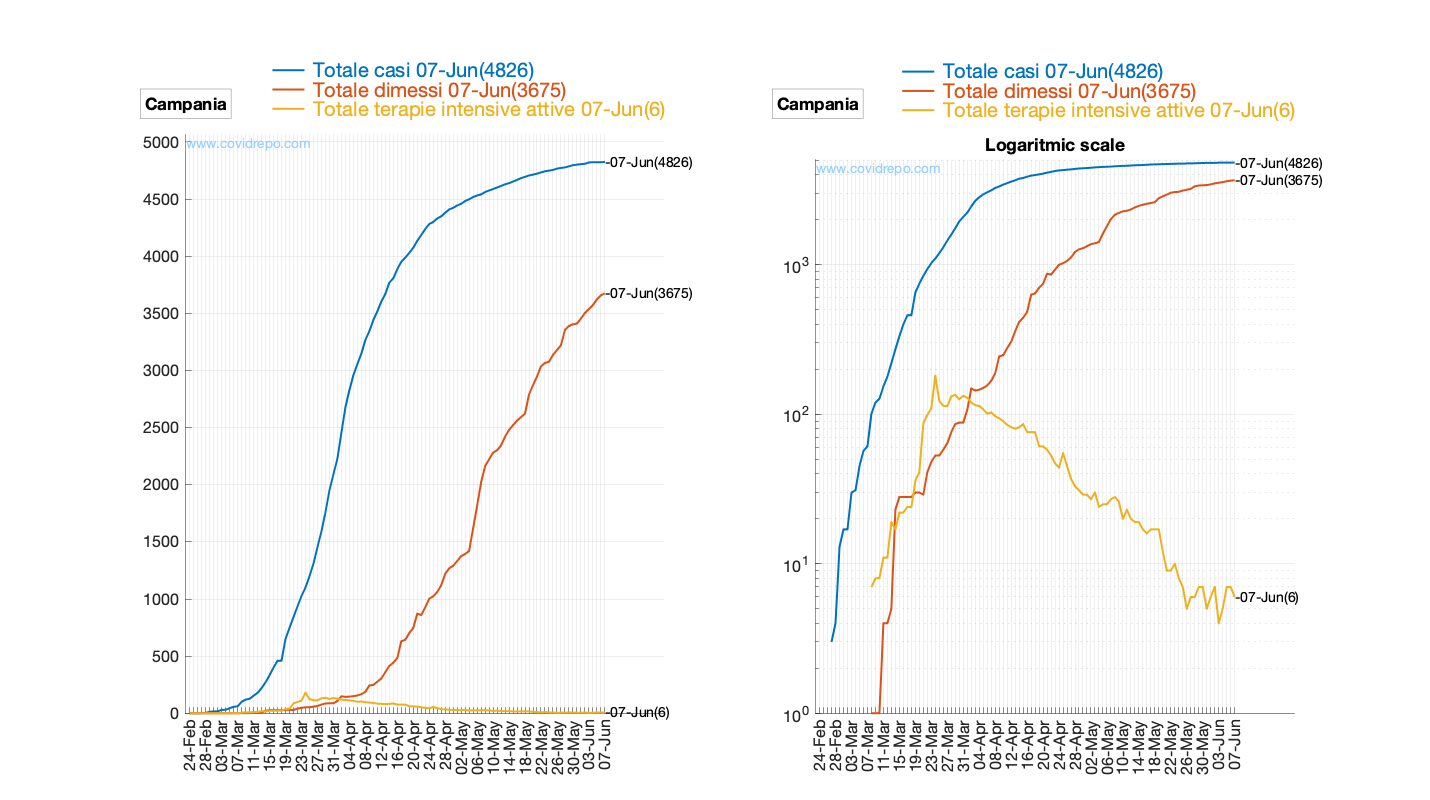 Totale casi 07-Jun(4826)
Totale dimessi 07-Jun(3675)
Totale terapie intensive attive 07-Jun(6)
Campania
www.covidrepo.com
5000
4500
4000
3500
3000
2500
2000
1500
1000
500
0
-07-Jun(4826)
-07-Jun(3675)
-07-Jun(6)
24-Feb
28-Feb
03-Mar
07-Mar
11-Mar
15-Mar
19-Mar
23-Mar
27-Mar
31-Mar
04-Apr
08-Apr
12-Apr
16-Apr
20-Apr
24-Apr
28-Apr
02-May
06-May
10-May
14-May
18-May
22-May
26-May
30-May
03-Jun
07-Jun
Totale casi 07-Jun(4826)
Totale dimessi 07-Jun(3675)
Totale terapie intensive attive 07-Jun(6)
Campania
Logaritmic scale
www.covidrepo.com
10^3
10^2
10^1
10^0
-07-Jun(4826)
-07-Jun(3675)
-07-Jun(6)
24-Feb
28-Feb
03-Mar
07-Mar
11-Mar
15-Mar
19-Mar
23-Mar
27-Mar
31-Mar
04-Apr
08-Apr
12-Apr
16-Apr
20-Apr
24-Apr
28-Apr
02-May
06-May
10-May
14-May
18-May
22-May
26-May
30-May
03-Jun
07-Jun